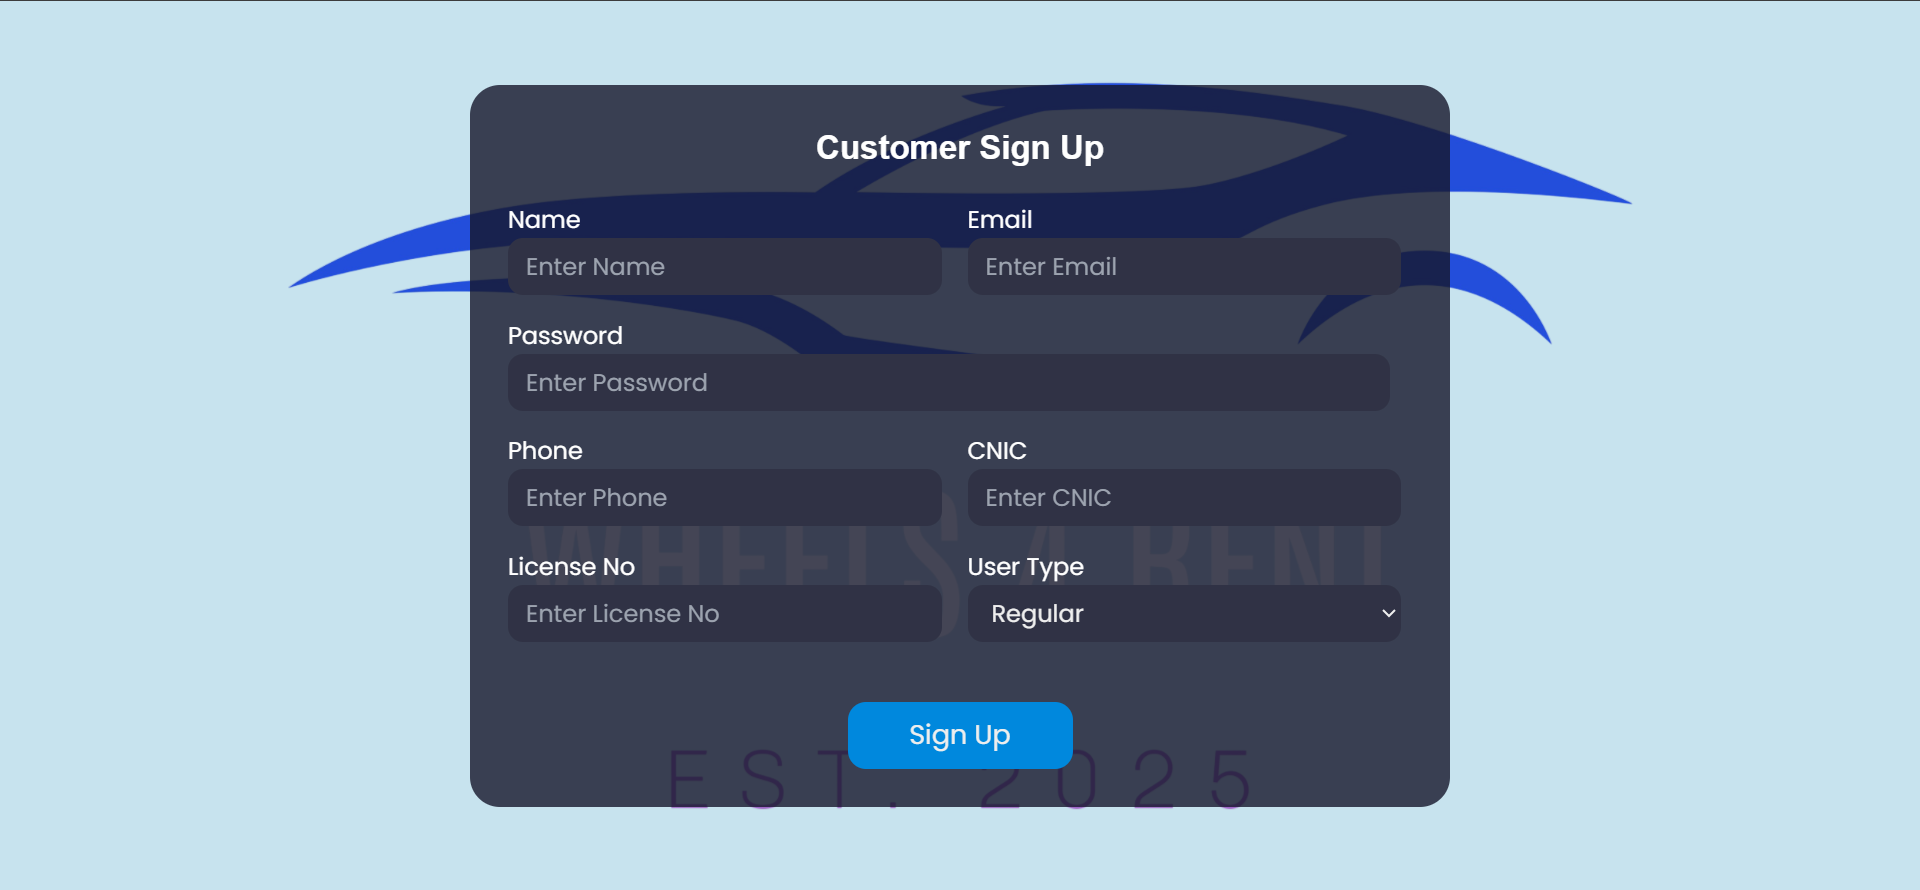 Customer Sign Up
Name Email
Enter Name Enter Email
Password
Enter Password
Phone CNIC
Enter Phone Enter CNIC
WHEELS 4 RENT
License No User Type
Enter License No Regular
Sign Up
EST. 2025